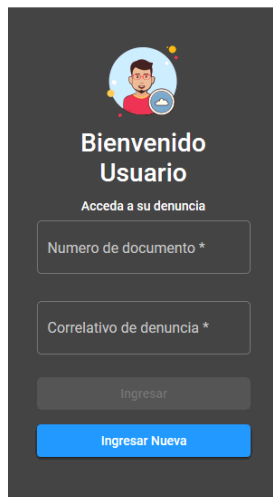 Bienvenido
Usuario
Acceda a su denuncia
Numero de documento *
Correlativo de denuncia *
Ingresar
Ingresar Nueva